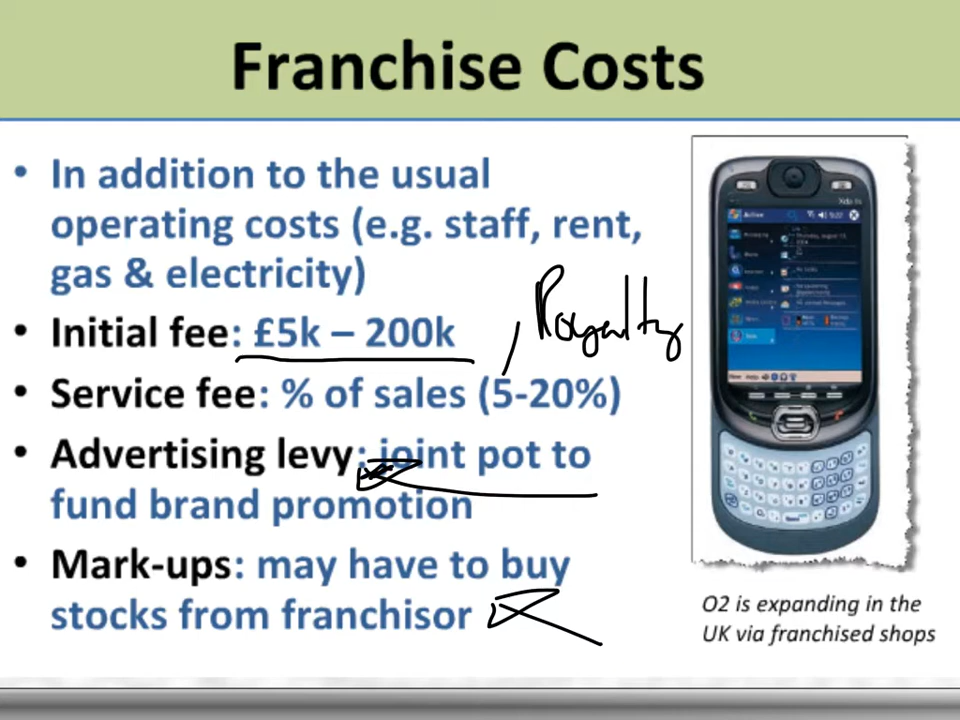 Franchise Costs
• In addition to the usual
operating costs (e.g. staff, rent,
gas & electricity)
• Initial fee: £5k – 200k
, Royalty
• Service fee: % of sales (5-20%)
• Advertising levy: joint pot to
fund brand promotion
• Mark-ups: may have to buy
stocks from franchisor
O2 is expanding in the
UK via franchised shops